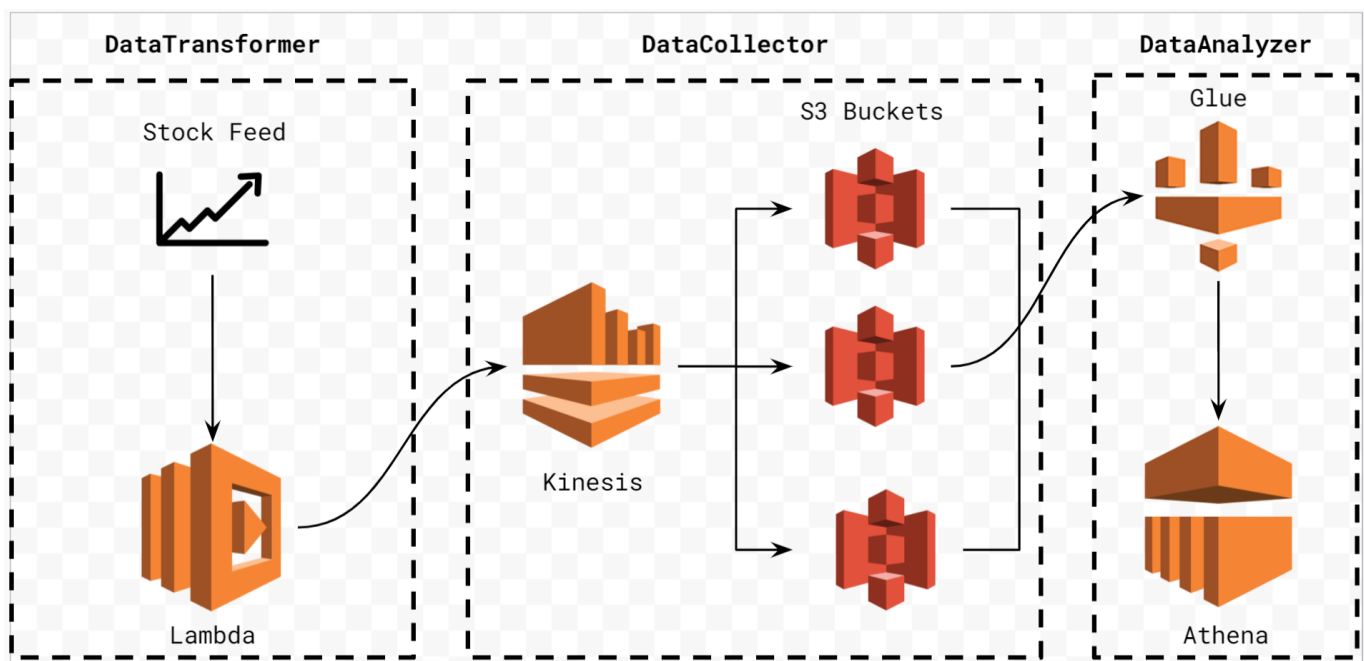 DataTransformer
DataCollector
DataAnalyzer
Stock Feed
Lambda
Kinesis
S3 Buckets
Glue
Athena